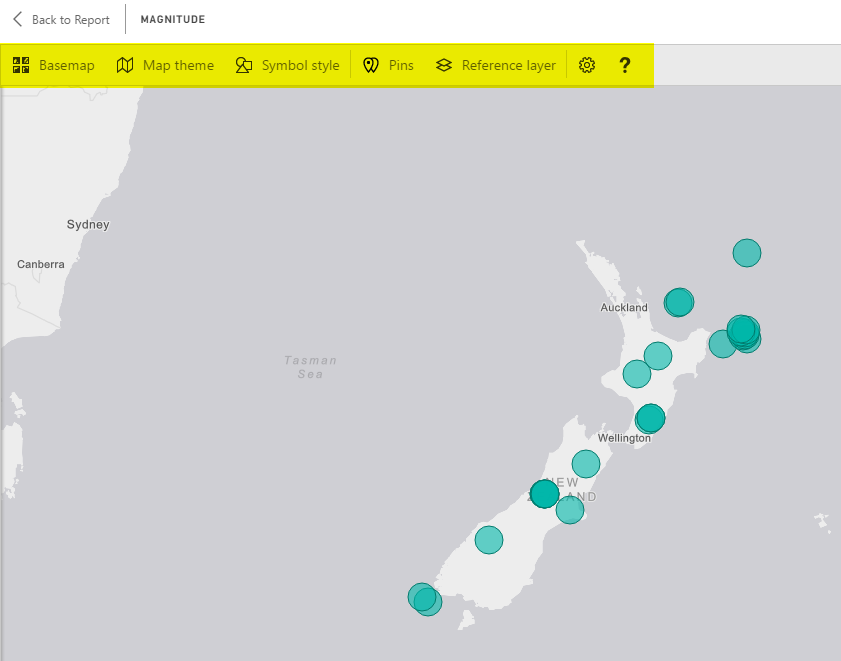 Back to Report
MAGNITUDE
Basemap
Map theme
Symbol style
Pins
Reference layer
?
Sydney
Canberra
Auckland
Tasman
Sea
Wellington
NEW